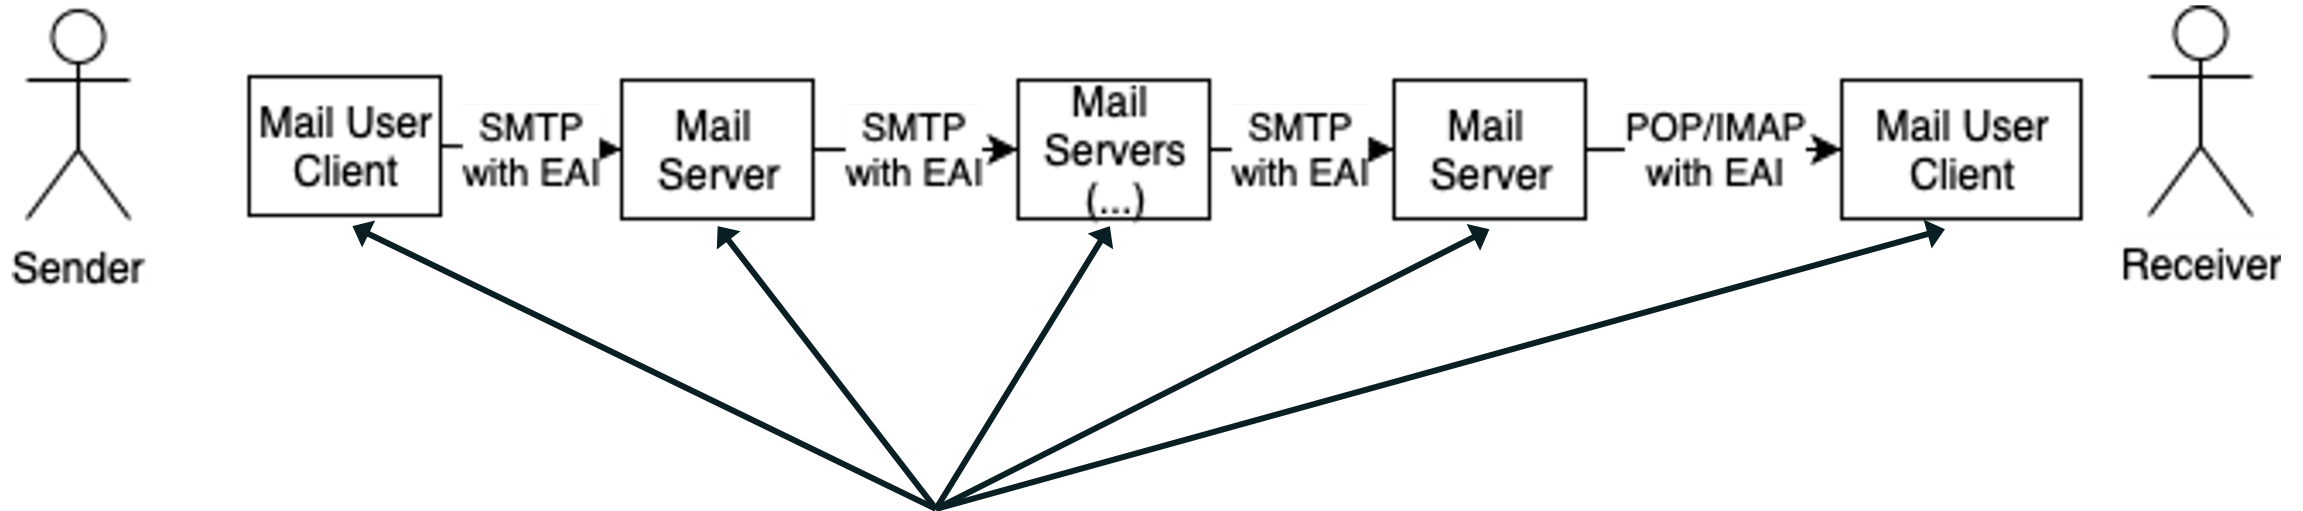 Sender
Mail User
Client
SMTP
with EAI
Mail
Server
SMTP
with EAI
Mail
Servers
(...)
SMTP
with EAI
Mail
Server
POP/IMAP
with EAI
Mail User
Client
Receiver